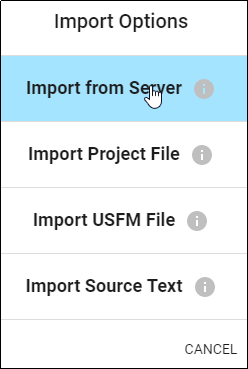 Import Options
Import from Server
Import Project File
Import USFM File
Import Source Text
CANCEL